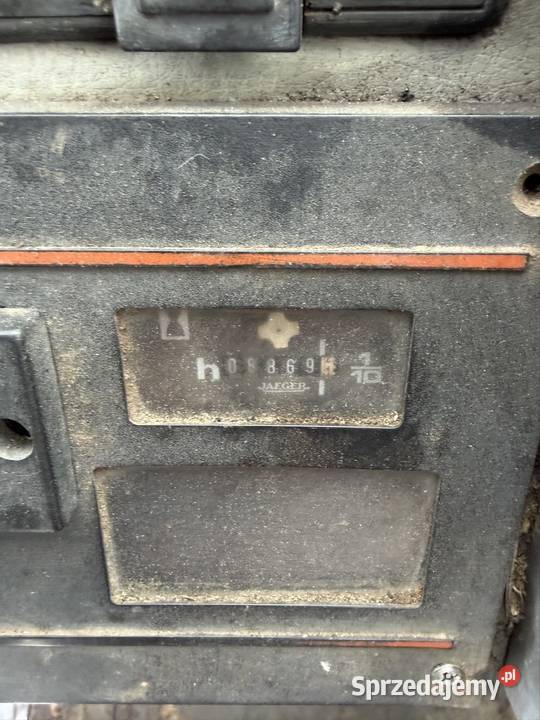 h 08869 1/10
JAEGER
Sprzedajemy.pl